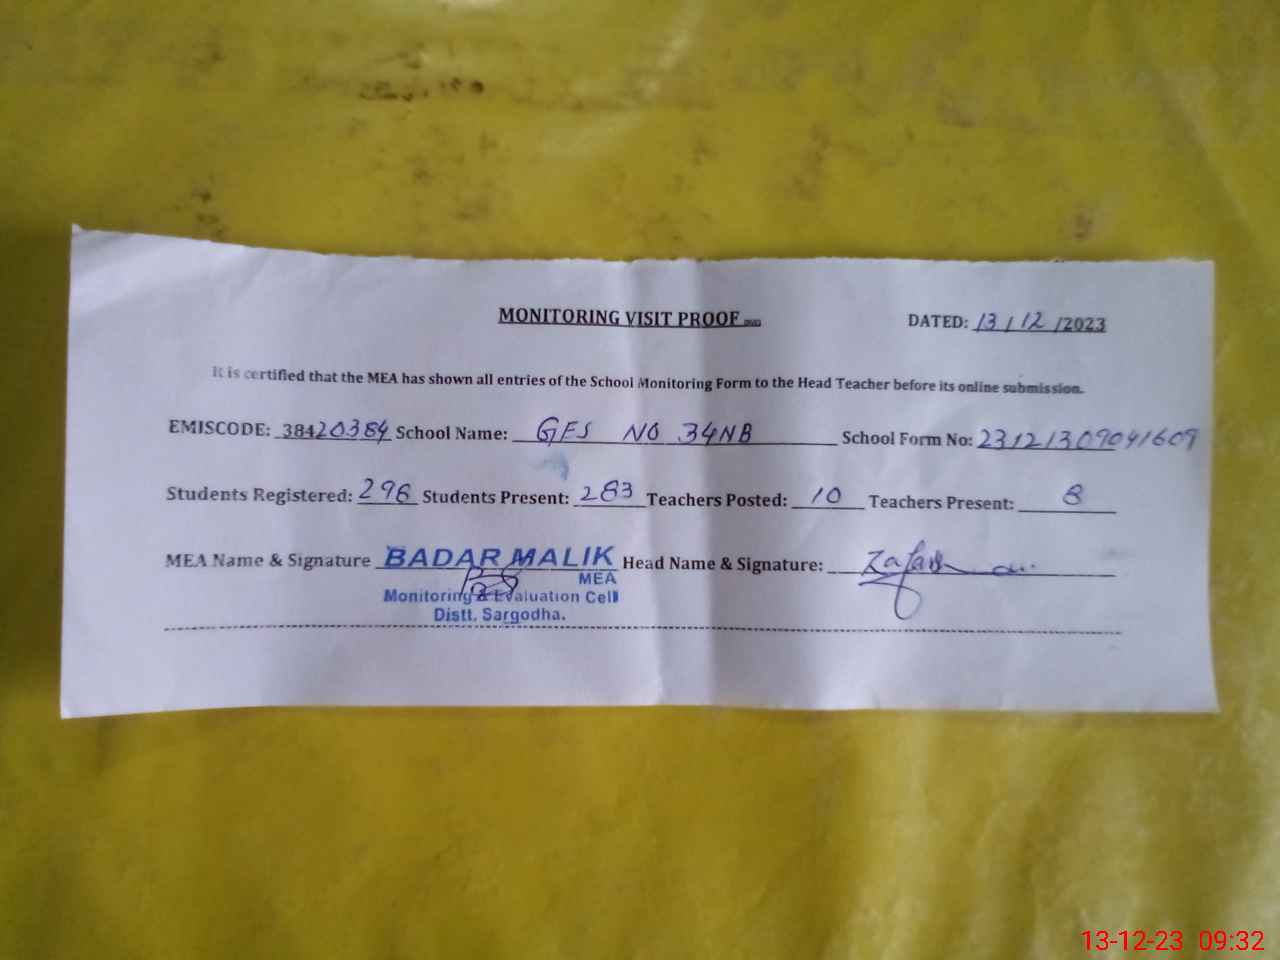 MONITORING VISIT PROOF
DATED: 13 / 12 /2023
It is certified that the MEA has shown all entries of the School Monitoring Form to the Head Teacher before its online submission.
EMISCODE: 38420384 School Name: GES NO 34NB School Form No: 23121309041609
Students Registered: 296 Students Present: 283 Teachers Posted: 10 Teachers Present: 8
MEA Name & Signature BADAR MALIK Head Name & Signature: Zafar
MEA
Monitoring & Evaluation Cell
Distt. Sargodha.
13-12-23 09:32